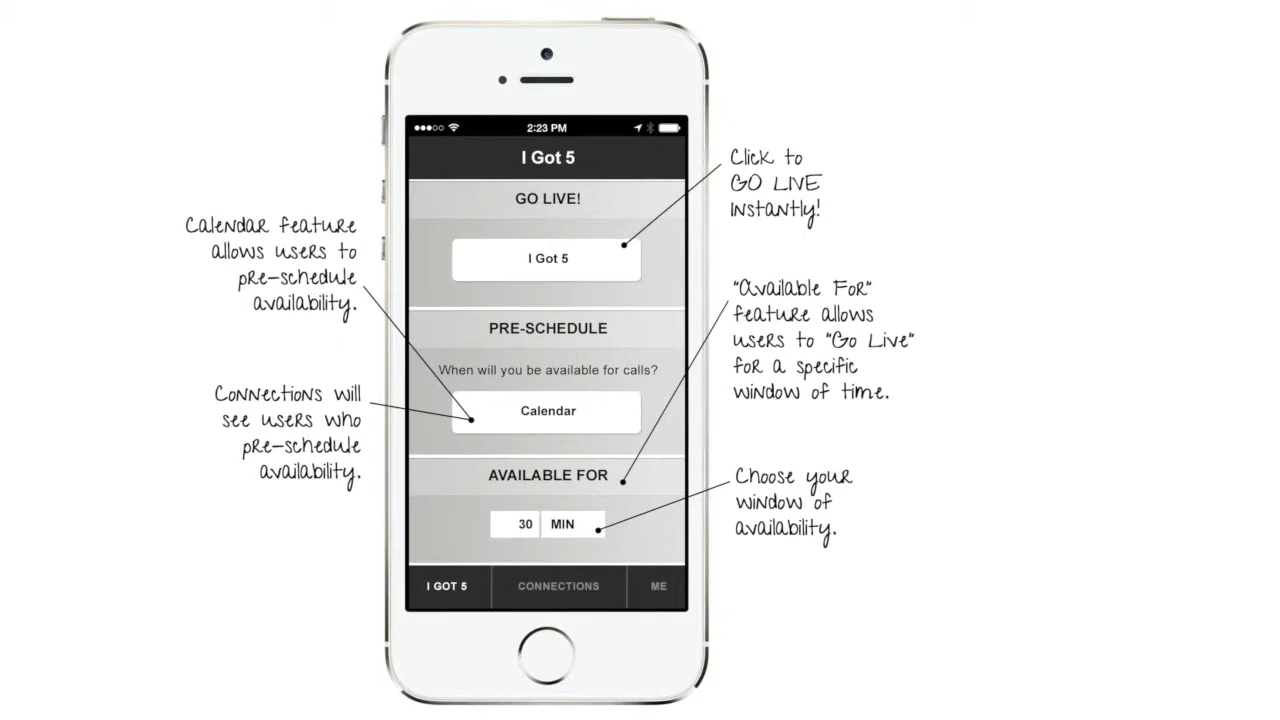 2:23 PM
I Got 5
GO LIVE!
I Got 5
PRE-SCHEDULE
When will you be available for calls?
Calendar
AVAILABLE FOR
30 MIN
I GOT 5 CONNECTIONS ME
Calendar feature
allows users to
pre-schedule
availability.
Connections will
see users who
pre-schedule
availability.
Click to
GO LIVE
instantly!
"Available For"
feature allows
users to "Go Live"
for a specific
window of time.
Choose your
window of
availability.